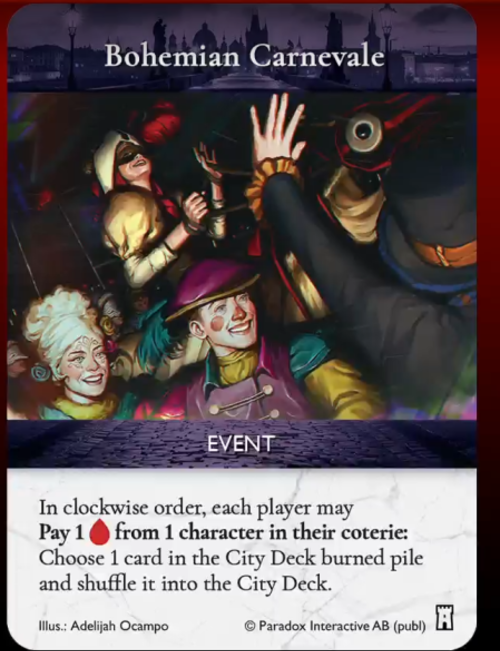 Bohemian Carnevale
EVENT
In clockwise order, each player may
Pay 1 from 1 character in their coterie:
Choose 1 card in the City Deck burned pile
and shuffle it into the City Deck.
Illus.: Adelijah Ocampo
© Paradox Interactive AB (publ)